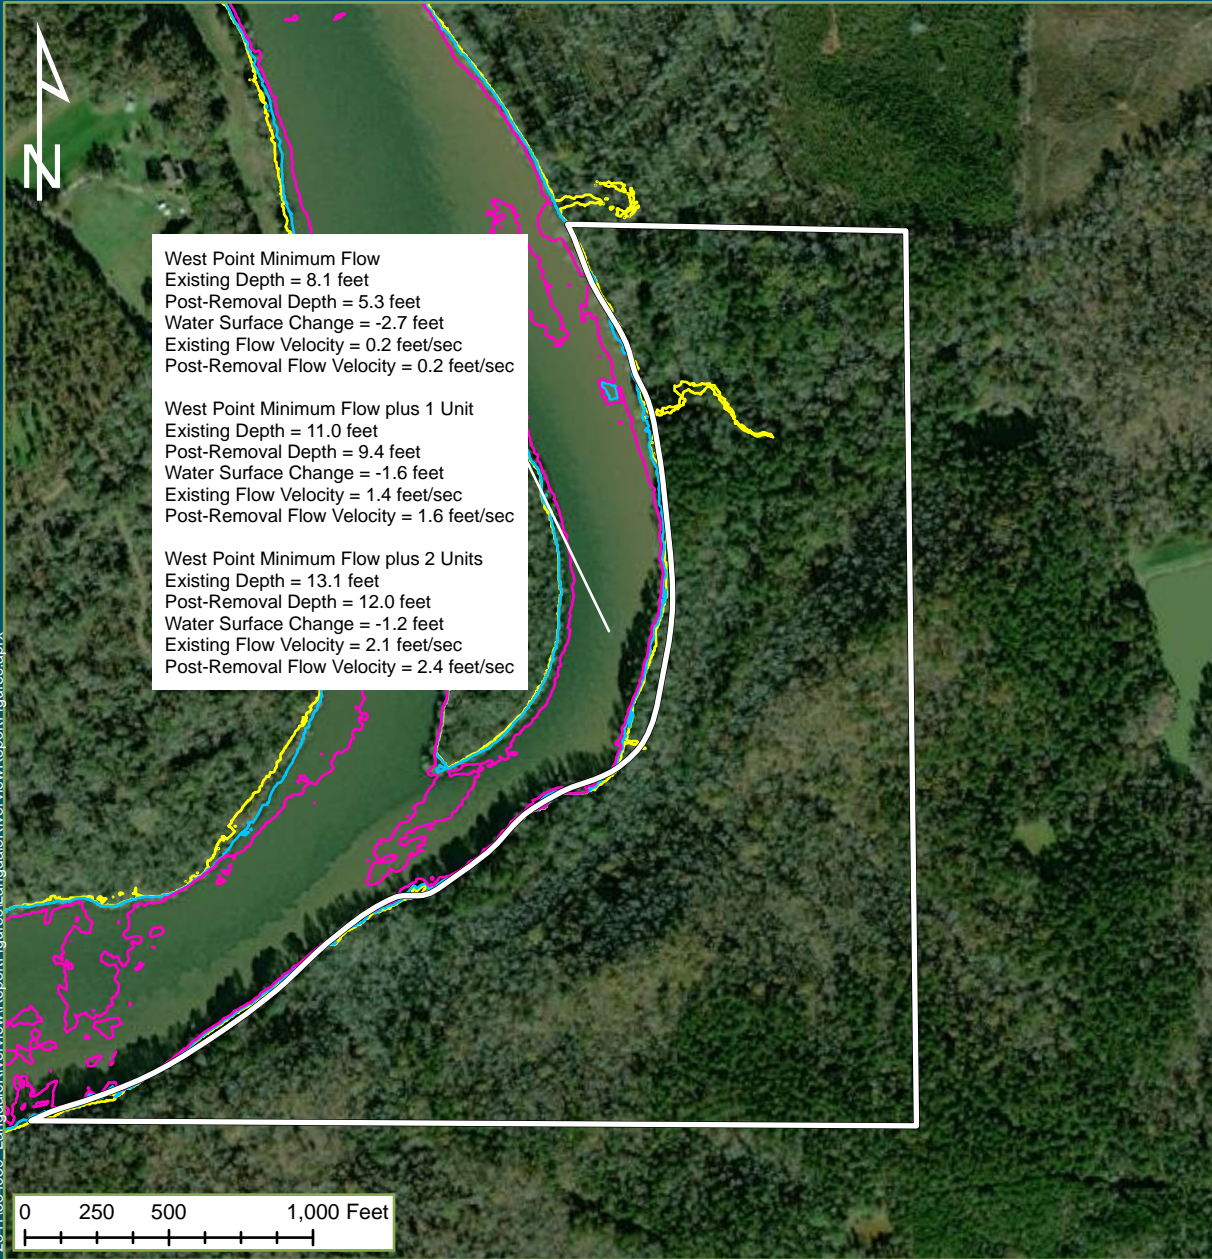 N
West Point Minimum Flow
Existing Depth = 8.1 feet
Post-Removal Depth = 5.3 feet
Water Surface Change = -2.7 feet
Existing Flow Velocity = 0.2 feet/sec
Post-Removal Flow Velocity = 0.2 feet/sec
West Point Minimum Flow plus 1 Unit
Existing Depth = 11.0 feet
Post-Removal Depth = 9.4 feet
Water Surface Change = -1.6 feet
Existing Flow Velocity = 1.4 feet/sec
Post-Removal Flow Velocity = 1.6 feet/sec
West Point Minimum Flow plus 2 Units
Existing Depth = 13.1 feet
Post-Removal Depth = 12.0 feet
Water Surface Change = -1.2 feet
Existing Flow Velocity = 2.1 feet/sec
Post-Removal Flow Velocity = 2.4 feet/sec
0 250 500 1,000 Feet